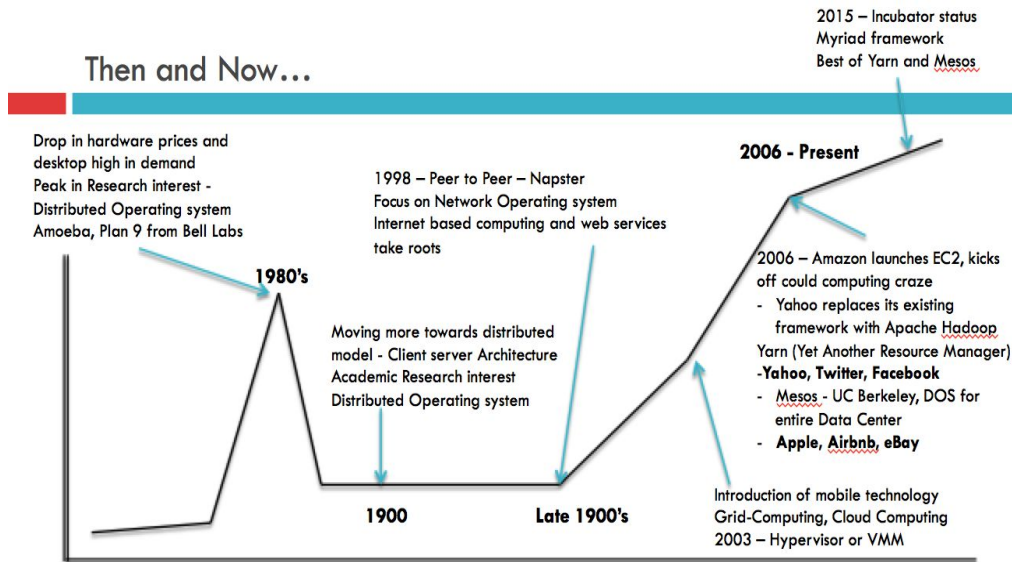 Then and Now...
2015 – Incubator status
Myriad framework
Best of Yarn and Mesos
Drop in hardware prices and
desktop high in demand
Peak in Research interest -
Distributed Operating system
Amoeba, Plan 9 from Bell Labs
1980's
1998 – Peer to Peer – Napster
Focus on Network Operating system
Internet based computing and web services
take roots
2006 - Present
Moving more towards distributed
model - Client server Architecture
Academic Research interest
Distributed Operating system
2006 – Amazon launches EC2, kicks
off could computing craze
- Yahoo replaces its existing
framework with Apache Hadoop
Yarn (Yet Another Resource Manager)
-Yahoo, Twitter, Facebook
- Mesos - UC Berkeley, DOS for
entire Data Center
- Apple, Airbnb, eBay
1900
Late 1900's
Introduction of mobile technology
Grid-Computing, Cloud Computing
2003 – Hypervisor or VMM